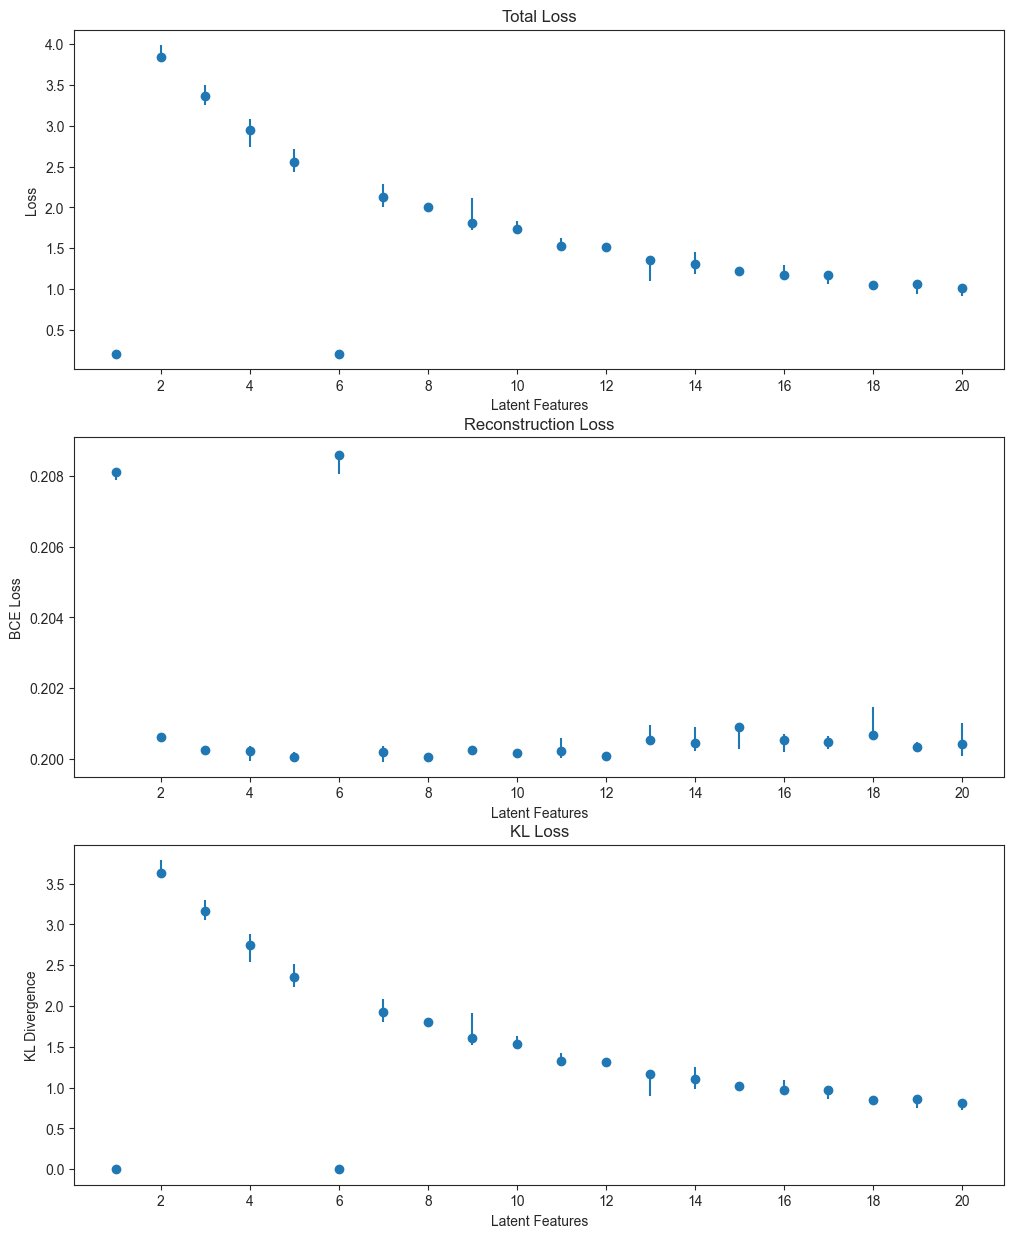 Total Loss
Loss
4.0
3.5
3.0
2.5
2.0
1.5
1.0
0.5
2 4 6 8 10 12 14 16 18 20
Latent Features
Reconstruction Loss
BCE Loss
0.208
0.206
0.204
0.202
0.200
2 4 6 8 10 12 14 16 18 20
Latent Features
KL Loss
KL Divergence
3.5
3.0
2.5
2.0
1.5
1.0
0.5
0.0
2 4 6 8 10 12 14 16 18 20
Latent Features